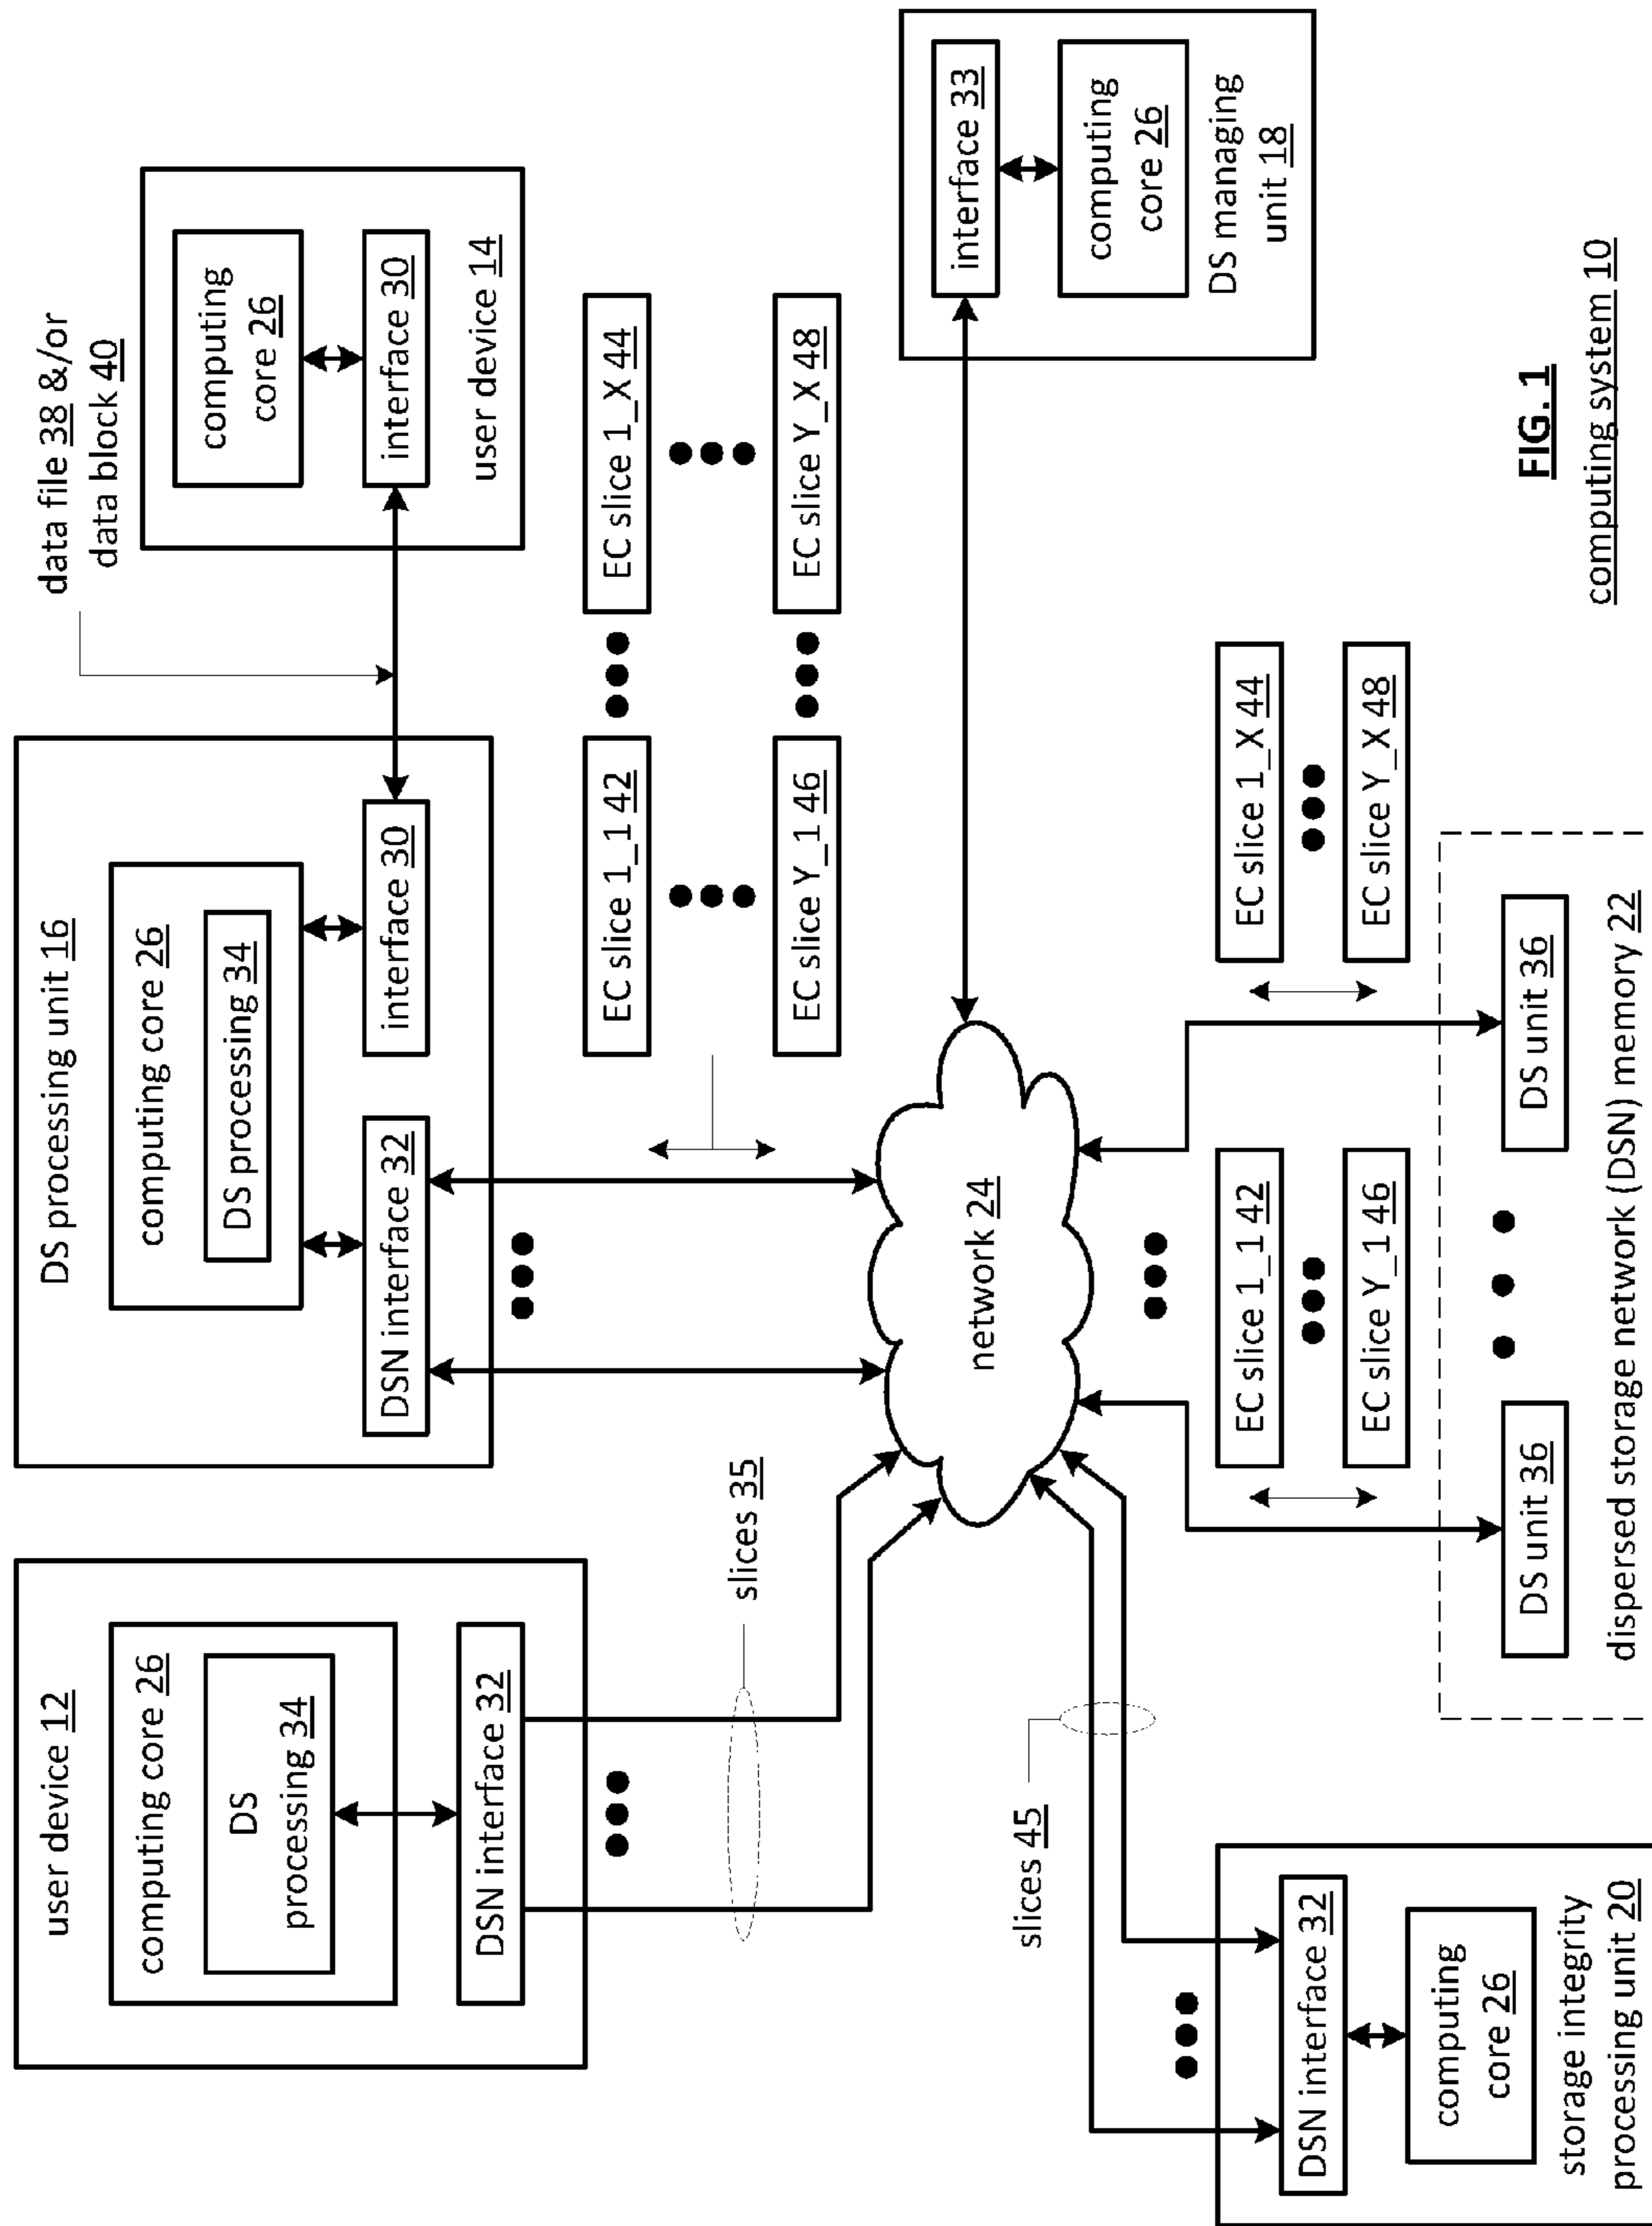 user device 12
computing core 26
DS
processing 34
DSN interface 32
slices 35
DS processing unit 16
computing core 26
DS processing 34
DSN interface 32
interface 30
data file 38 &/or
data block 40
computing
core 26
interface 30
user device 14
EC slice 1_1 42
EC slice 1_X 44
EC slice Y_1 46
EC slice Y_X 48
network 24
interface 33
computing
core 26
DS managing
unit 18
slices 45
DSN interface 32
computing
core 26
storage integrity
processing unit 20
EC slice 1_1 42
EC slice Y_1 46
EC slice 1_X 44
EC slice Y_X 48
DS unit 36
DS unit 36
dispersed storage network (DSN) memory 22
FIG. 1
computing system 10